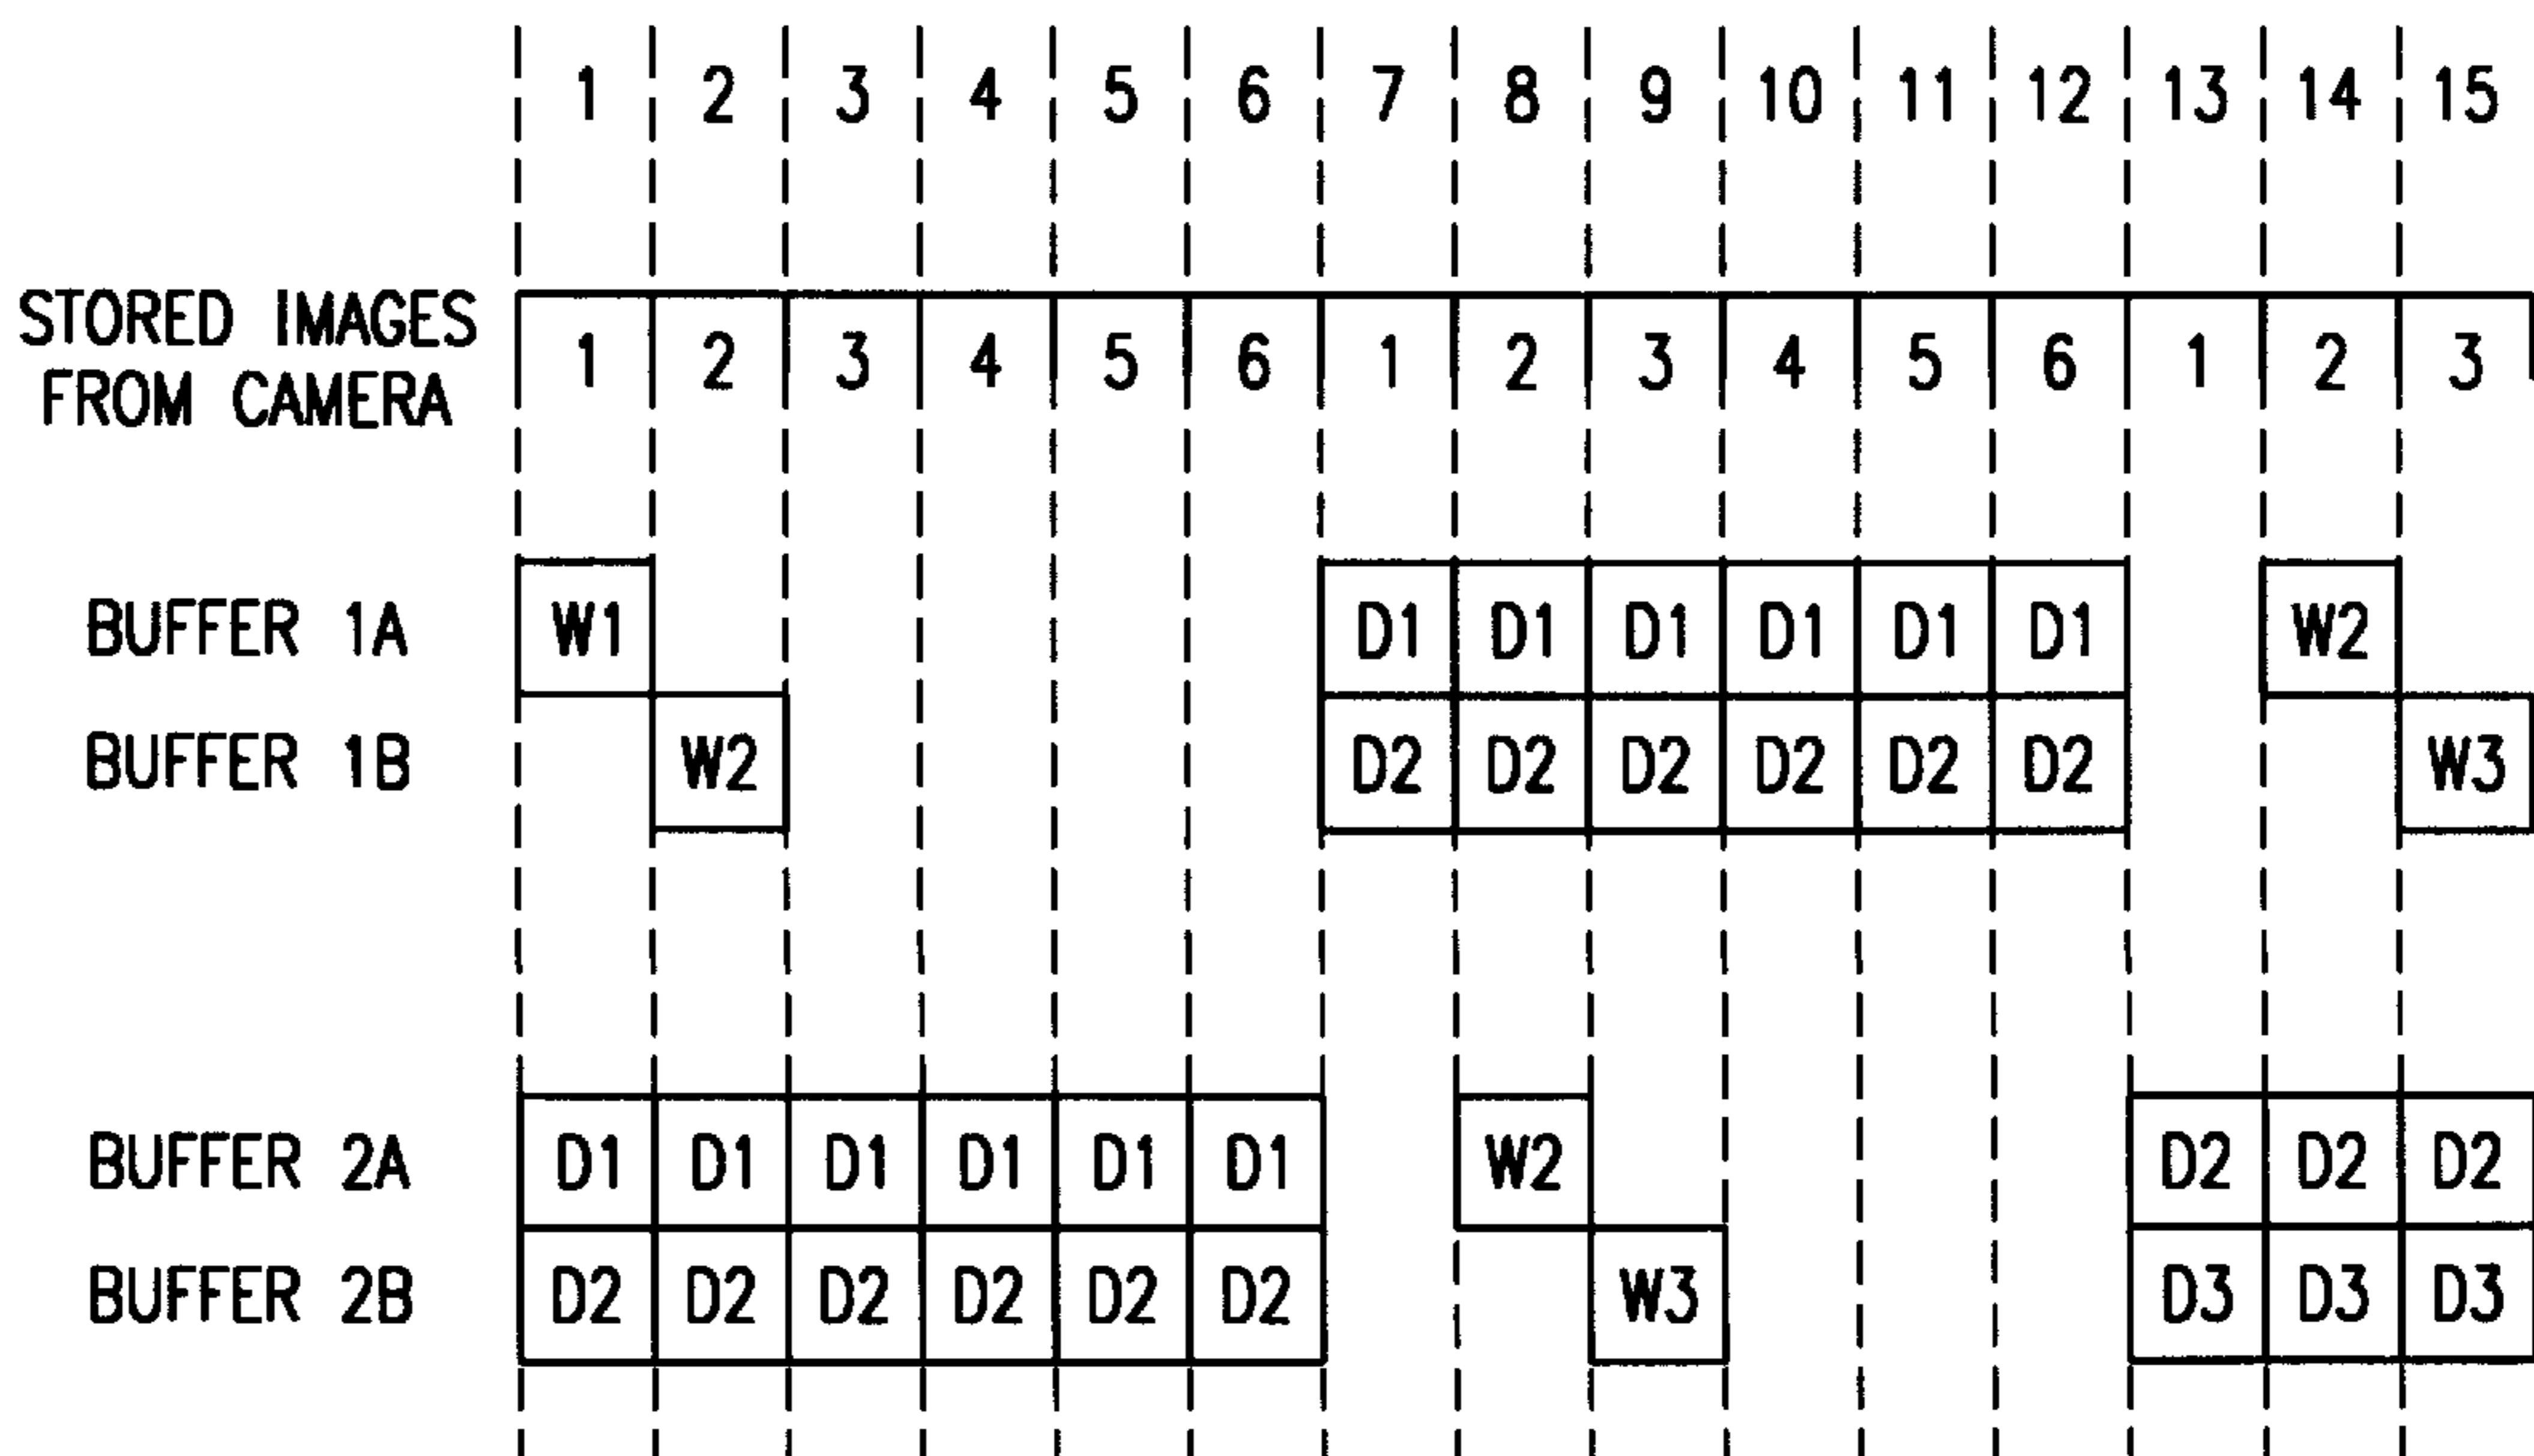 1 2 3 4 5 6 7 8 9 10 11 12 13 14 15
STORED IMAGES
FROM CAMERA
1 2 3 4 5 6 1 2 3 4 5 6 1 2 3
BUFFER 1A W1 D1 D1 D1 D1 D1 D1 W2
BUFFER 1B W2 D2 D2 D2 D2 D2 D2 W3
BUFFER 2A D1 D1 D1 D1 D1 D1 W2 D2 D2 D2
BUFFER 2B D2 D2 D2 D2 D2 D2 W3 D3 D3 D3